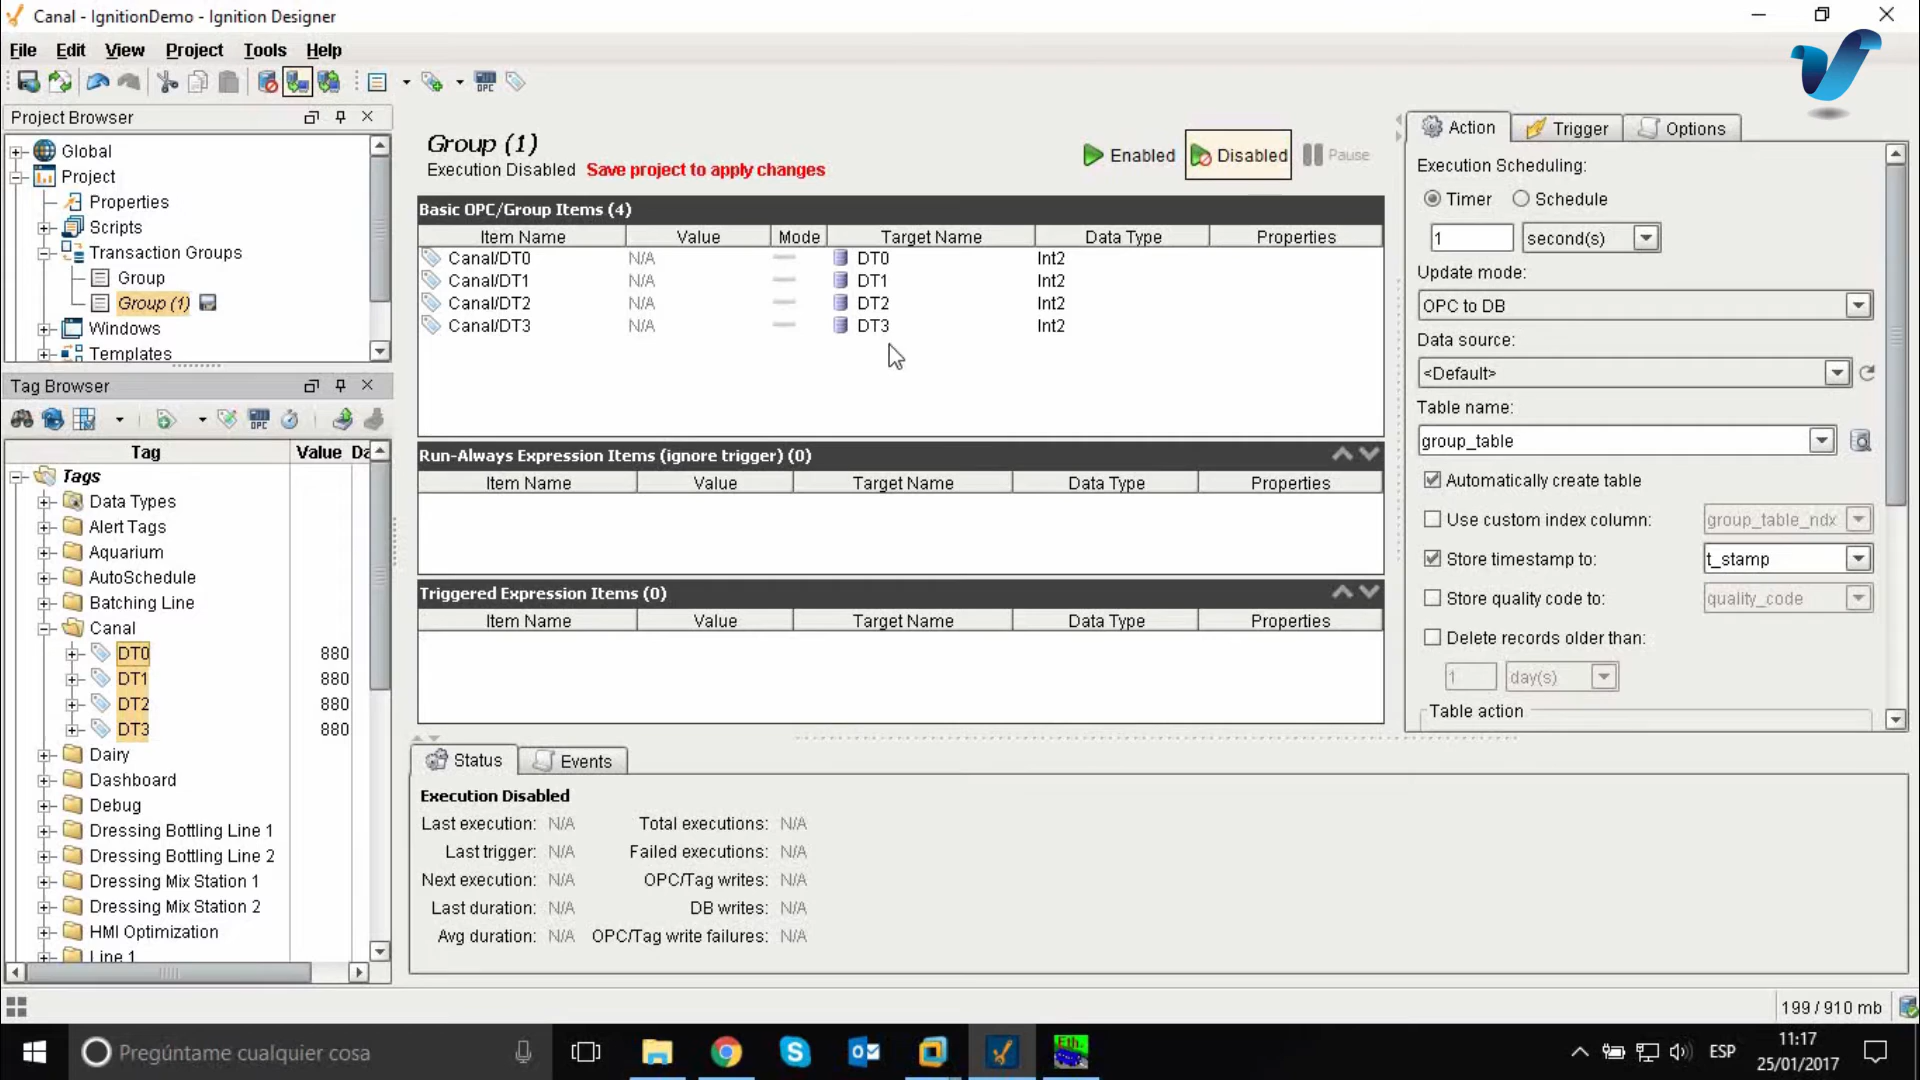 Canal - IgnitionDemo - Ignition Designer
File Edit View Project Tools Help
OPC
Project Browser
Global
Project
Properties
Scripts
Transaction Groups
Group
Group (1)
Windows
Templates
Tag Browser
OPC
Tag Value Da
Tags
Data Types
Alert Tags
Aquarium
AutoSchedule
Batching Line
Canal
DT0 880
DT1 880
DT2 880
DT3 880
Dairy
Dashboard
Debug
Dressing Bottling Line 1
Dressing Bottling Line 2
Dressing Mix Station 1
Dressing Mix Station 2
HMI Optimization
Line 1
Group (1)
Execution Disabled Save project to apply changes
Enabled Disabled Pause
Basic OPC/Group Items (4)
Item Name Value Mode Target Name Data Type Properties
Canal/DT0 N/A DT0 Int2
Canal/DT1 N/A DT1 Int2
Canal/DT2 N/A DT2 Int2
Canal/DT3 N/A DT3 Int2
Run-Always Expression Items (ignore trigger) (0)
Item Name Value Target Name Data Type Properties
Triggered Expression Items (0)
Item Name Value Target Name Data Type Properties
Action Trigger Options
Execution Scheduling:
Timer Schedule
1 second(s)
Update mode:
OPC to DB
Data source:
<Default>
Table name:
group_table
Automatically create table
Use custom index column: group_table_ndx
Store timestamp to: t_stamp
Store quality code to: quality_code
Delete records older than:
1 day(s)
Table action
Status Events
Execution Disabled
Last execution: N/A Total executions: N/A
Last trigger: N/A Failed executions: N/A
Next execution: N/A OPC/Tag writes: N/A
Last duration: N/A DB writes: N/A
Avg duration: N/A OPC/Tag write failures: N/A
199 / 910 mb
Pregúntame cualquier cosa
Eth.
ESP
11:17
25/01/2017